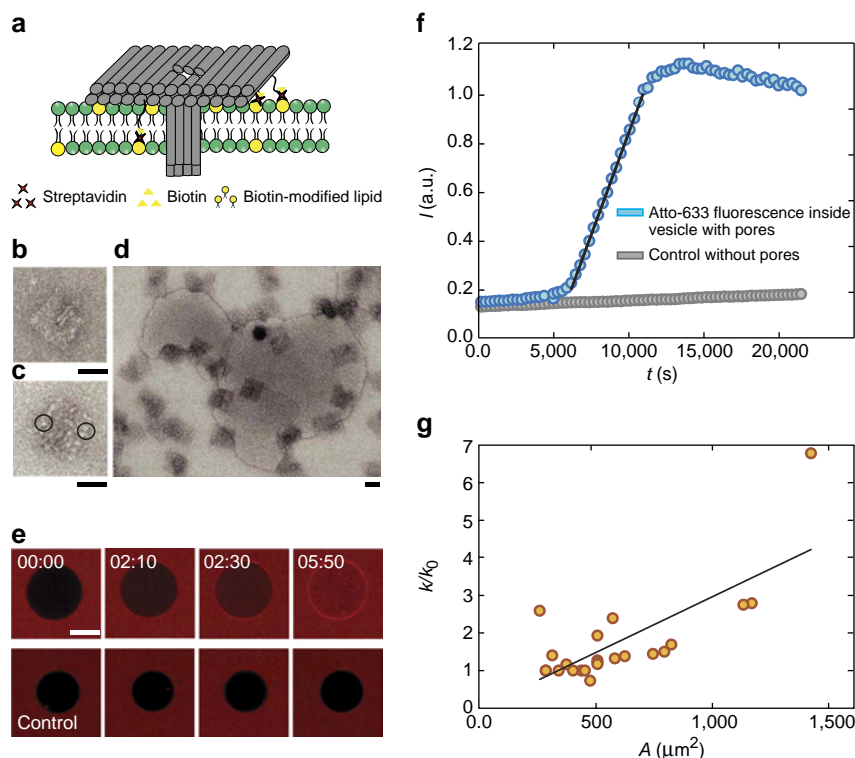 a
Streptavidin
Biotin
Biotin-modified lipid
b
d
c
e
00:00
02:10
02:30
05:50
Control
f
1.2
1.0
0.8
0.6
0.4
0.2
0.0
I (a.u.)
Atto-633 fluorescence inside
vesicle with pores
Control without pores
0.0
5,000
10,000
15,000
20,000
t (s)
g
7
6
5
4
3
2
1
0
k/k0
0.0
500
1,000
1,500
A (μm²)